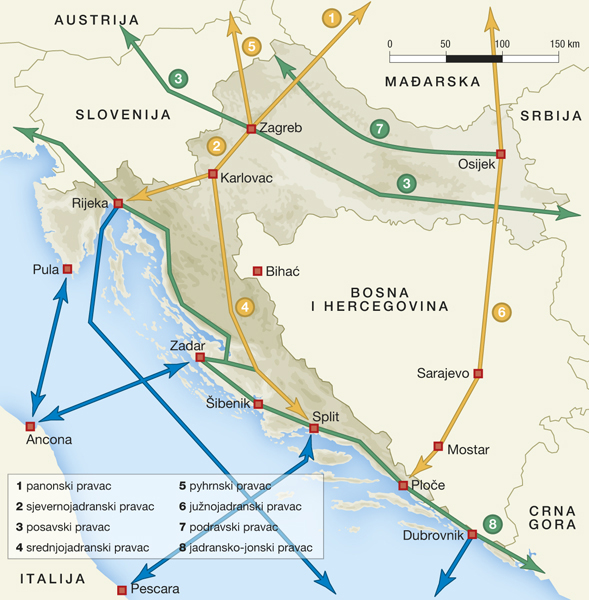 AUSTRIJA
1
5
0 50 100 150 km
3
MAĐARSKA
SLOVENIJA
SRBIJA
Zagreb
7
2
Osijek
Karlovac
3
Rijeka
Pula
Bihać
BOSNA
I HERCEGOVINA
4
6
Zadar
Sarajevo
Šibenik
Split
Ancona
Mostar
Ploče
1 panonski pravac
2 sjevernojadranski pravac
3 posavski pravac
4 srednjojadranski pravac
5 pyhrnski pravac
6 južnojadranski pravac
7 podravski pravac
8 jadransko-jonski pravac
CRNA
GORA
8
Dubrovnik
ITALIJA
Pescara